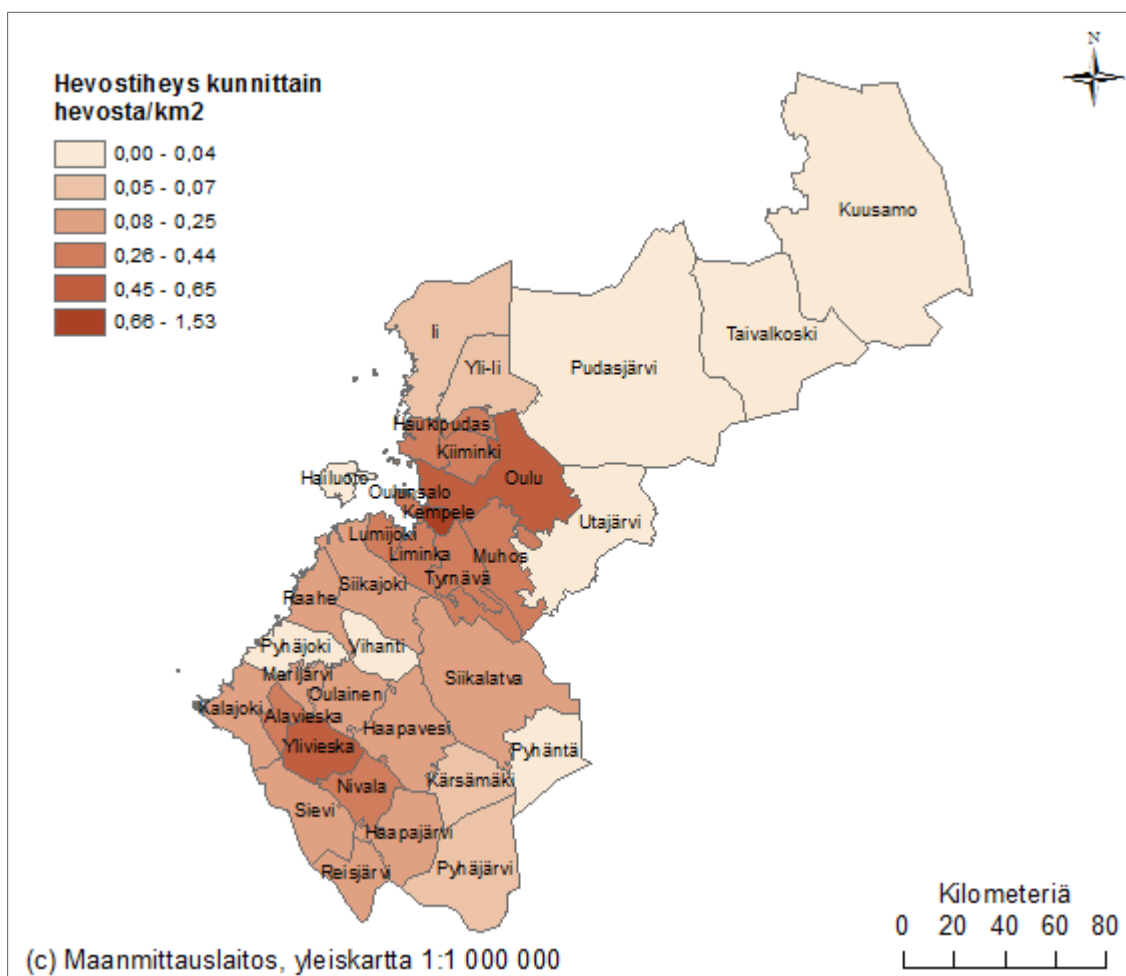 N
Hevostiheys kunnittain
hevosta/km2
0,00 - 0,04
0,05 - 0,07
0,08 - 0,25
0,26 - 0,44
0,45 - 0,65
0,66 - 1,53
Kuusamo
Taivalkoski
Ii
Yli-Ii
Pudasjärvi
Haukipudas
Kiiminki
Hailuoto
Oulu
Oulunsalo
Kempele
Utajärvi
Lumijoki
Liminka
Muhos
Tyrnävä
Siikajoki
Raahe
Pyhäjoki
Vihanti
Merijärvi
Siikalatva
Oulainen
Kalajoki
Alavieska
Haapavesi
Ylivieska
Pyhäntä
Kärsämäki
Nivala
Sievi
Haapajärvi
Reisjärvi
Pyhäjärvi
Kilometeriä
0 20 40 60 80
(c) Maanmittauslaitos, yleiskartta 1:1 000 000